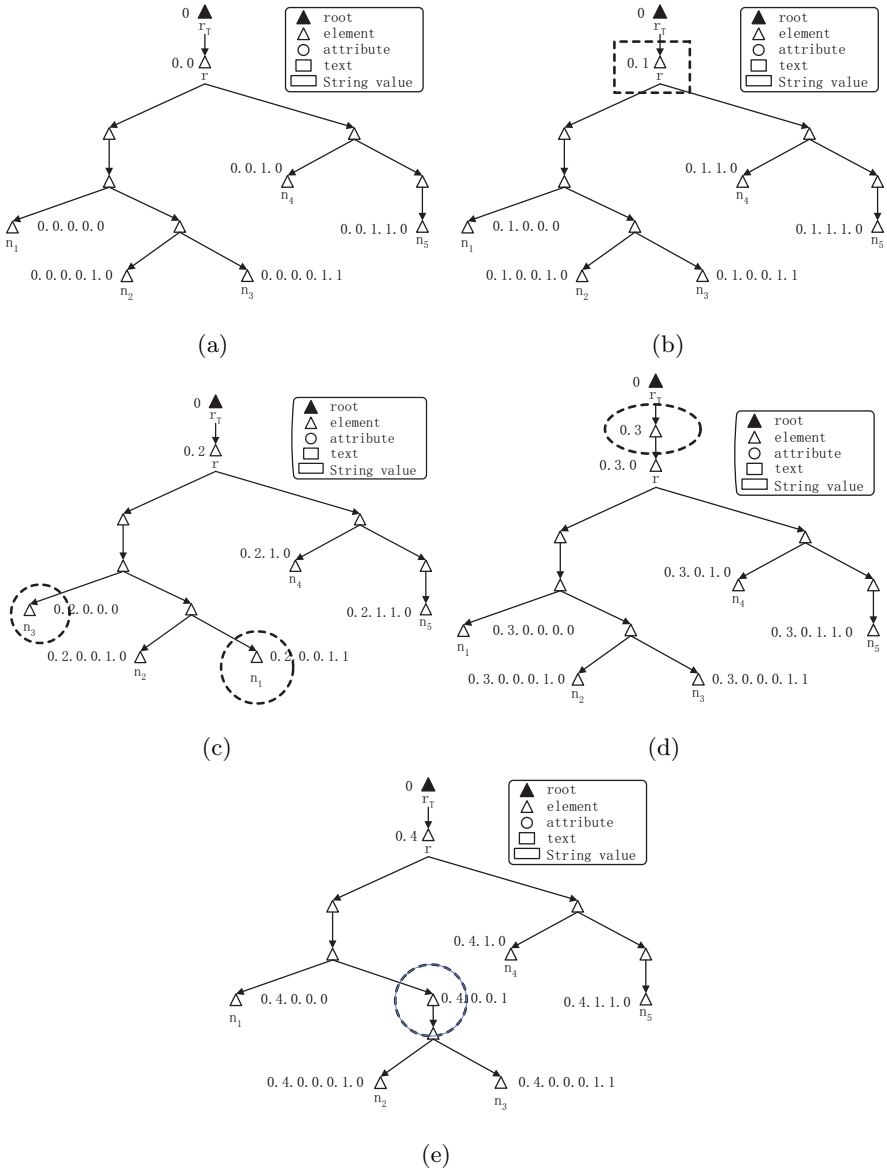 0
r_T
0.0
r
root
element
attribute
text
String value
0.0.1.0
n_4
n_1
0.0.0.0.0
0.0.1.1.0
n_5
0.0.0.0.1.0
n_2
n_3
0.0.0.0.1.1
(a)
0
r_T
0.1
r
root
element
attribute
text
String value
0.1.1.0
n_4
n_1
0.1.0.0.0
0.1.1.1.0
n_5
0.1.0.0.1.0
n_2
n_3
0.1.0.0.1.1
(b)
0
r_T
0.2
r
root
element
attribute
text
String value
0.2.1.0
n_4
n_3
0.2.0.0.0
0.2.1.1.0
n_5
0.2.0.0.1.0
n_2
n_1
0.2.0.0.1.1
(c)
0
r_T
0.3
0.3.0
r
root
element
attribute
text
String value
0.3.0.1.0
n_4
n_1
0.3.0.0.0.0
0.3.0.1.1.0
n_5
0.3.0.0.0.1.0
n_2
n_3
0.3.0.0.0.1.1
(d)
0
r_T
0.4
r
root
element
attribute
text
String value
0.4.1.0
n_4
n_1
0.4.0.0.0
0.4.0.0.1
0.4.1.1.0
n_5
0.4.0.0.0.1.0
n_2
n_3
0.4.0.0.0.1.1
(e)